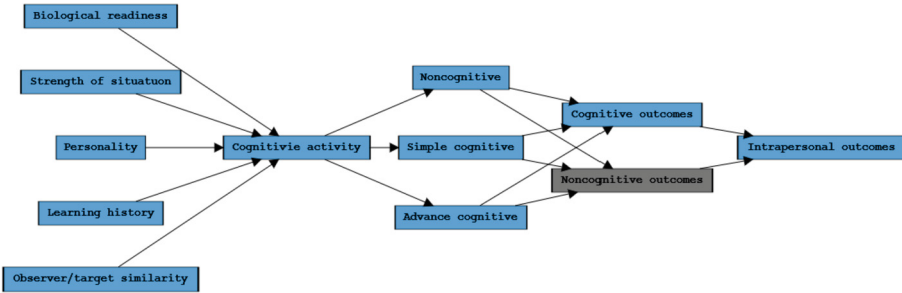 Biological readiness
Strength of situatuon
Personality
Learning history
Observer/target similarity
Cognitivie activity
Noncognitive
Simple cognitive
Advance cognitive
Cognitive outcomes
Noncognitive outcomes
Intrapersonal outcomes